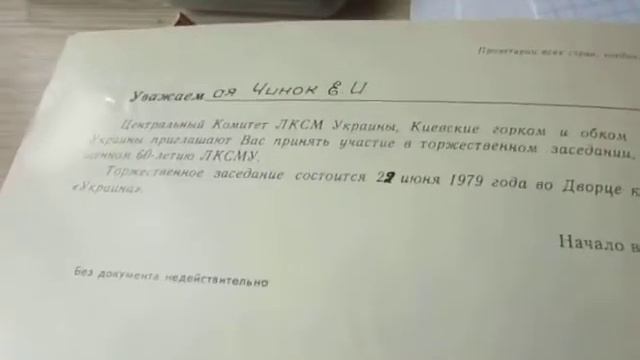 Пролетарии всех стран,
Уважаемая Чинок Е. И
Центральный Комитет ЛКСМ Украины, Киевские горком и обком
Украины приглашают Вас принять участие в торжественном заседании,
щенном 60-летию ЛКСМУ.
Торжественное заседание состоится 22 июня 1979 года во Дворце к
«Украина».
Начало в
Без документа недействительно